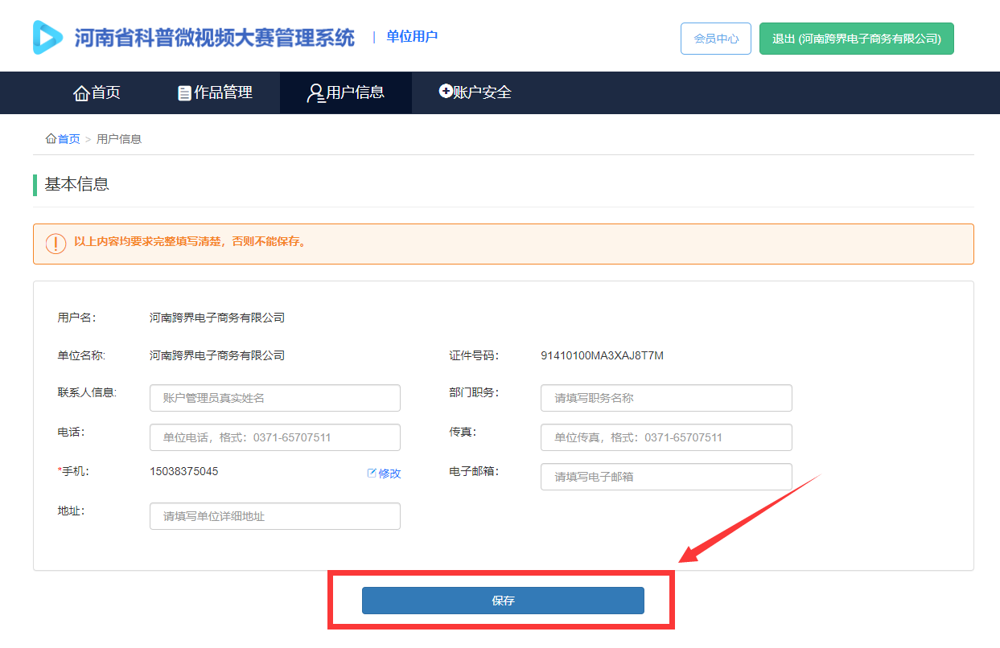 河南省科普微视频大赛管理系统 | 单位用户
会员中心 退出 (河南跨界电子商务有限公司)
首页 作品管理 用户信息 账户安全
首页 > 用户信息
基本信息
以上内容均要求完整填写清楚，否则不能保存。
用户名： 河南跨界电子商务有限公司
单位名称: 河南跨界电子商务有限公司 证件号码： 91410100MA3XAJ8T7M
联系人信息: 账户管理员真实姓名 部门职务： 请填写职务名称
电话： 单位电话，格式：0371-65707511 传真： 单位传真，格式：0371-65707511
*手机： 15038375045 修改 电子邮箱： 请填写电子邮箱
地址： 请填写单位详细地址
保存